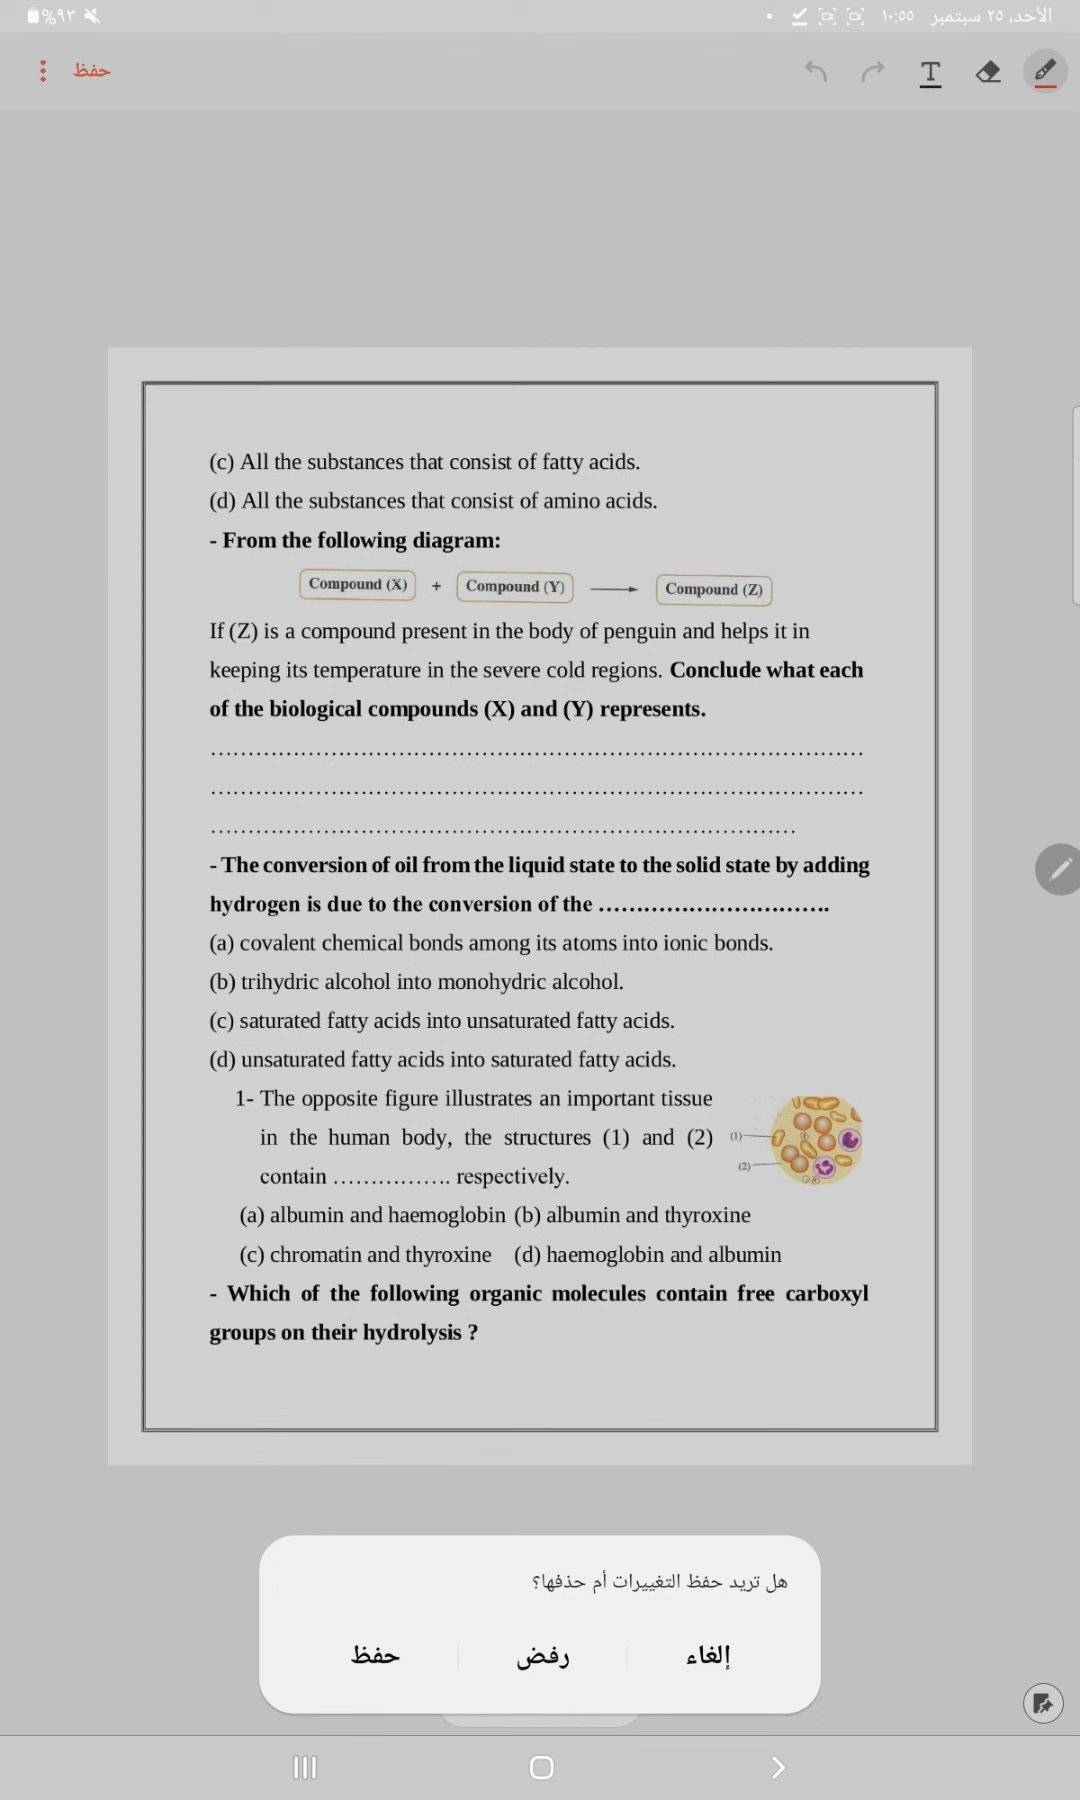 الأحد، ٢٥ سبتمبر ١٠:٥٥
%٩٣
حفظ
T
(c) All the substances that consist of fatty acids.
(d) All the substances that consist of amino acids.
- From the following diagram:
Compound (X) + Compound (Y) Compound (Z)
If (Z) is a compound present in the body of penguin and helps it in
keeping its temperature in the severe cold regions. Conclude what each
of the biological compounds (X) and (Y) represents.
- The conversion of oil from the liquid state to the solid state by adding
hydrogen is due to the conversion of the ................................
(a) covalent chemical bonds among its atoms into ionic bonds.
(b) trihydric alcohol into monohydric alcohol.
(c) saturated fatty acids into unsaturated fatty acids.
(d) unsaturated fatty acids into saturated fatty acids.
1- The opposite figure illustrates an important tissue
in the human body, the structures (1) and (2)
contain ................ respectively.
(1)
(2)
(a) albumin and haemoglobin (b) albumin and thyroxine
(c) chromatin and thyroxine (d) haemoglobin and albumin
- Which of the following organic molecules contain free carboxyl
groups on their hydrolysis ?
هل تريد حفظ التغييرات أم حذفها؟
إلغاء رفض حفظ